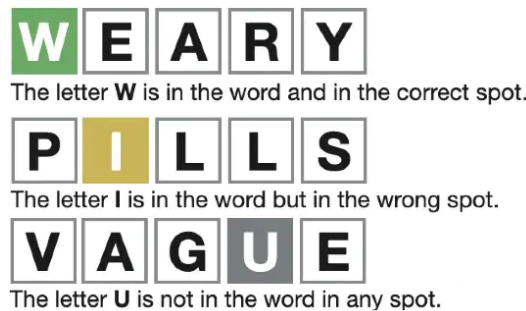 WEARY
The letter W is in the word and in the correct spot.
PILLS
The letter I is in the word but in the wrong spot.
VAGUE
The letter U is not in the word in any spot.